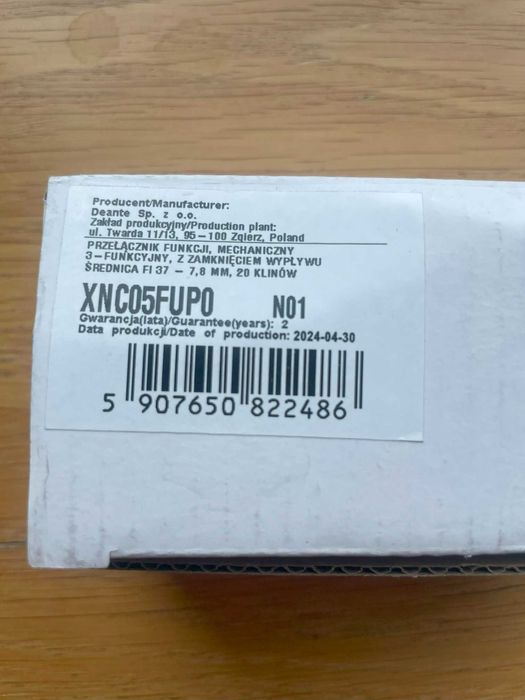 Producent/Manufacturer:
Deante Sp. z o.o.
Zakład produkcyjny/Production plant:
ul. Twarda 11/13, 95-100 Zgierz, Poland
PRZEŁĄCZNIK FUNKCJI, MECHANICZNY
3-FUNKCYJNY, Z ZAMKNIĘCIEM WYPŁYWU
ŚREDNICA FI 37 - 7,8 MM, 20 KLINÓW
XNC05FUP0 N01
Gwarancja(lata)/Guarantee(years): 2
Data produkcji/Date of production: 2024-04-30
5 907650 822486